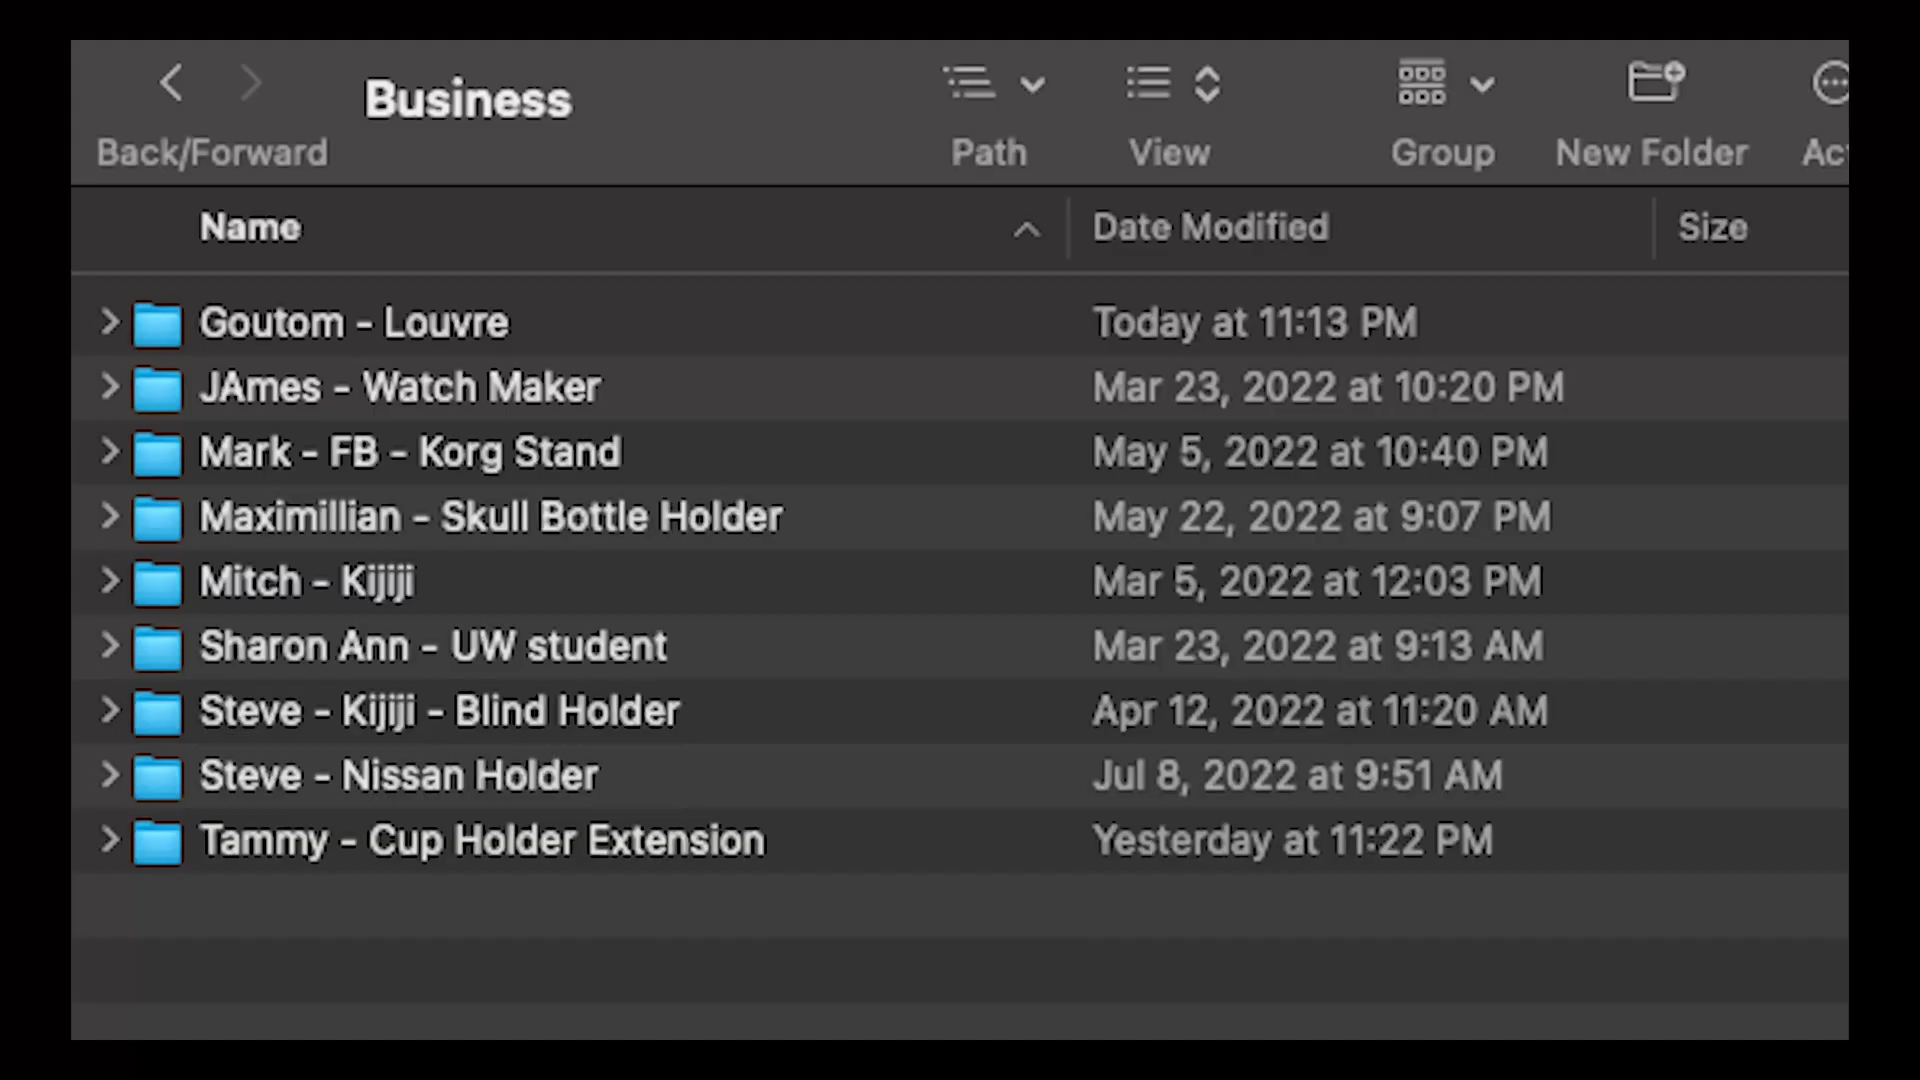 Business
Back/Forward Path View Group New Folder Ac
Name Date Modified Size
Goutom - Louvre Today at 11:13 PM
JAmes - Watch Maker Mar 23, 2022 at 10:20 PM
Mark - FB - Korg Stand May 5, 2022 at 10:40 PM
Maximillian - Skull Bottle Holder May 22, 2022 at 9:07 PM
Mitch - Kijiji Mar 5, 2022 at 12:03 PM
Sharon Ann - UW student Mar 23, 2022 at 9:13 AM
Steve - Kijiji - Blind Holder Apr 12, 2022 at 11:20 AM
Steve - Nissan Holder Jul 8, 2022 at 9:51 AM
Tammy - Cup Holder Extension Yesterday at 11:22 PM